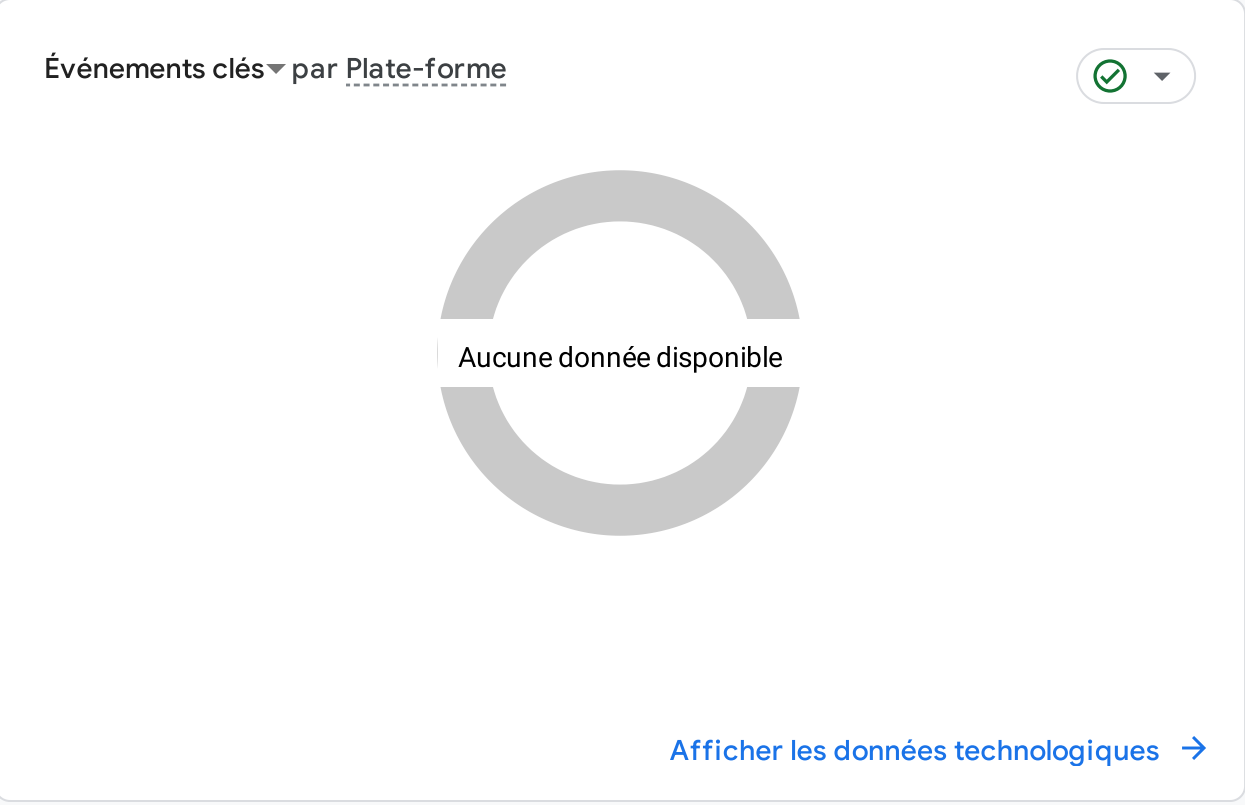 Événements clés par Plate-forme
Aucune donnée disponible
Afficher les données technologiques